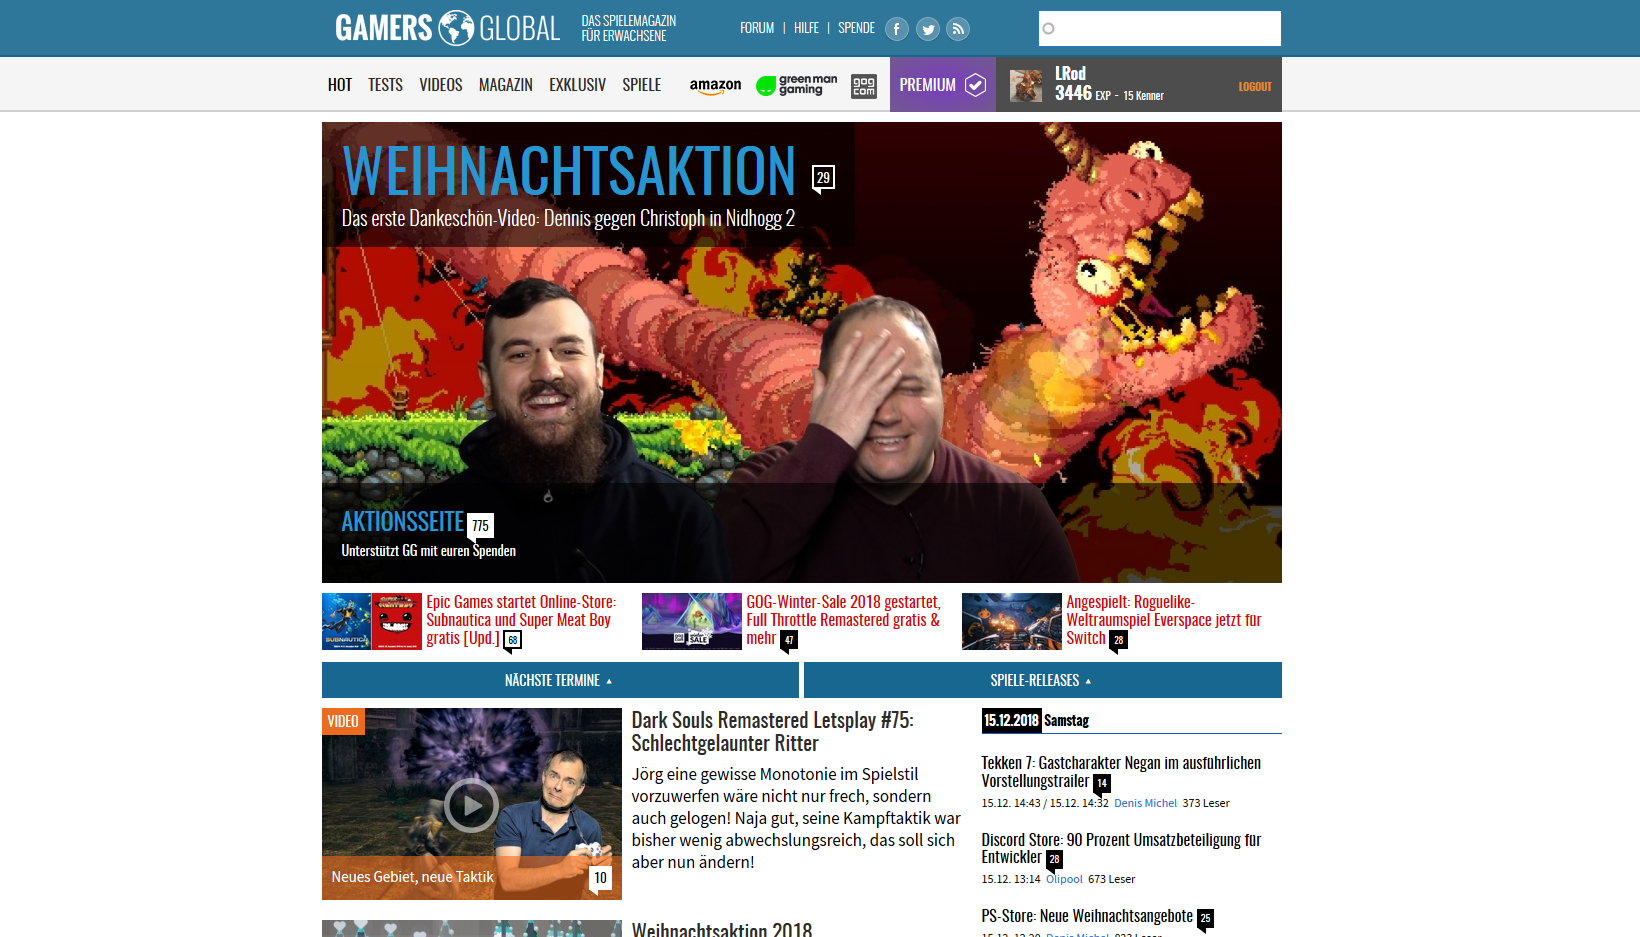 GAMERS GLOBAL
DAS SPIELEMAGAZIN
FÜR ERWACHSENE
FORUM | HILFE | SPENDE
HOT TESTS VIDEOS MAGAZIN EXKLUSIV SPIELE
amazon
green man
gaming
GOG
COM
PREMIUM
LRod
3446 EXP - 15 Kenner
LOGOUT
WEIHNACHTSAKTION 29
Das erste Dankeschön-Video: Dennis gegen Christoph in Nidhogg 2
AKTIONSSEITE 775
Unterstützt GG mit euren Spenden
SUBNAUTICA
Epic Games startet Online-Store:
Subnautica und Super Meat Boy
gratis [Upd.] 68
SALE
GOG-Winter-Sale 2018 gestartet,
Full Throttle Remastered gratis &
mehr 47
Angespielt: Roguelike-
Weltraumspiel Everspace jetzt für
Switch 28
NÄCHSTE TERMINE
SPIELE-RELEASES
VIDEO
Neues Gebiet, neue Taktik 10
Dark Souls Remastered Letsplay #75:
Schlechtgelaunter Ritter
Jörg eine gewisse Monotonie im Spielstil
vorzuwerfen wäre nicht nur frech, sondern
auch gelogen! Naja gut, seine Kampftaktik war
bisher wenig abwechslungsreich, das soll sich
aber nun ändern!
Weihnachtsaktion 2018
15.12.2018 Samstag
Tekken 7: Gastcharakter Negan im ausführlichen
Vorstellungstrailer 14
15.12. 14:43 / 15.12. 14:32 Denis Michel 373 Leser
Discord Store: 90 Prozent Umsatzbeteiligung für
Entwickler 28
15.12. 13:14 Olipool 673 Leser
PS-Store: Neue Weihnachtsangebote 25